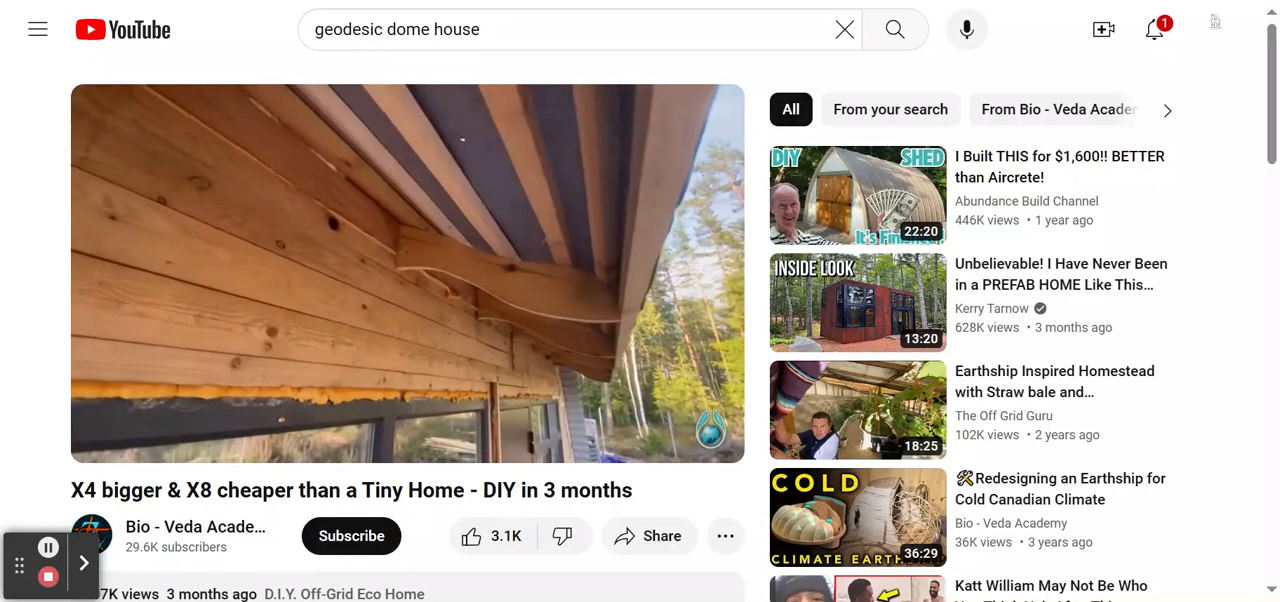 YouTube
geodesic dome house
1
All
From your search
From Bio - Veda Acader
DIY
SHED
It's Finished
22:20
I Built THIS for $1,600!! BETTER
than Aircrete!
Abundance Build Channel
446K views • 1 year ago
INSIDE LOOK
13:20
Unbelievable! I Have Never Been
in a PREFAB HOME Like This...
Kerry Tarnow
628K views • 3 months ago
18:25
Earthship Inspired Homestead
with Straw bale and...
The Off Grid Guru
102K views • 2 years ago
COLD
CLIMATE EARTH
36:29
🛠Redesigning an Earthship for
Cold Canadian Climate
Bio - Veda Academy
36K views • 3 years ago
Katt William May Not Be Who
X4 bigger & X8 cheaper than a Tiny Home - DIY in 3 months
Bio - Veda Acade...
29.6K subscribers
Subscribe
3.1K
Share
7K views 3 months ago D.I.Y. Off-Grid Eco Home